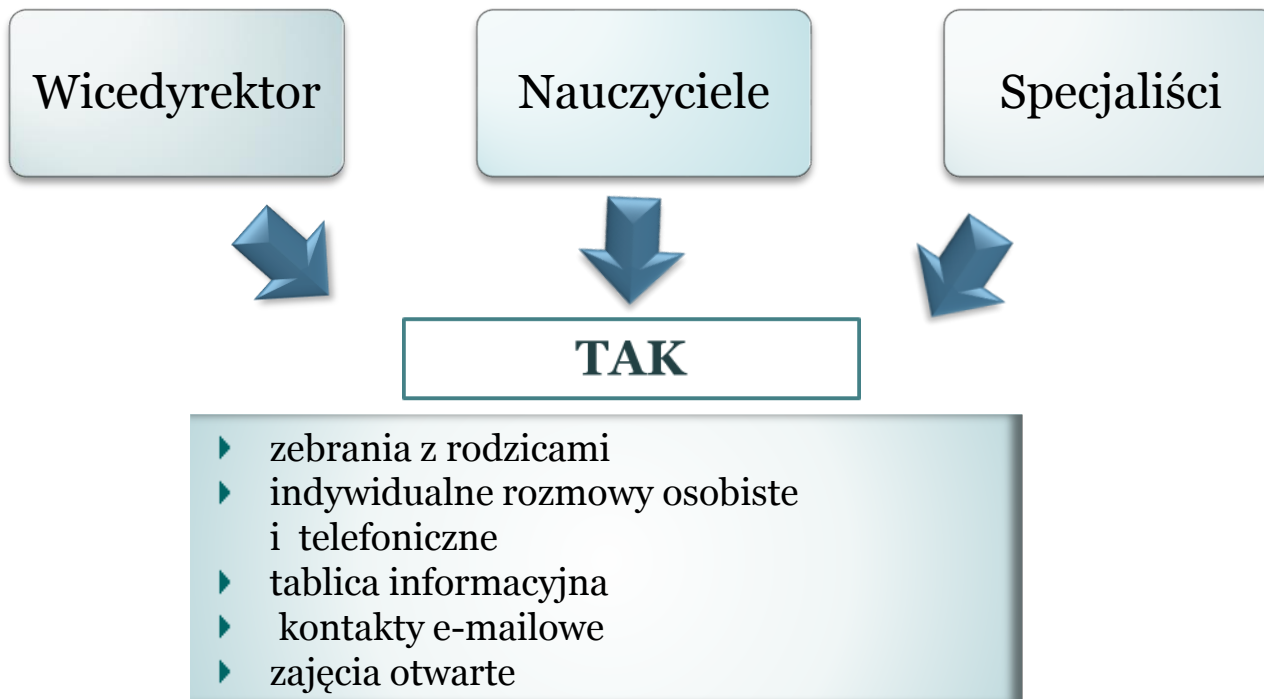 Wicedyrektor
Nauczyciele
Specjaliści
TAK
zebrania z rodzicami
indywidualne rozmowy osobiste
i telefoniczne
tablica informacyjna
kontakty e-mailowe
zajęcia otwarte